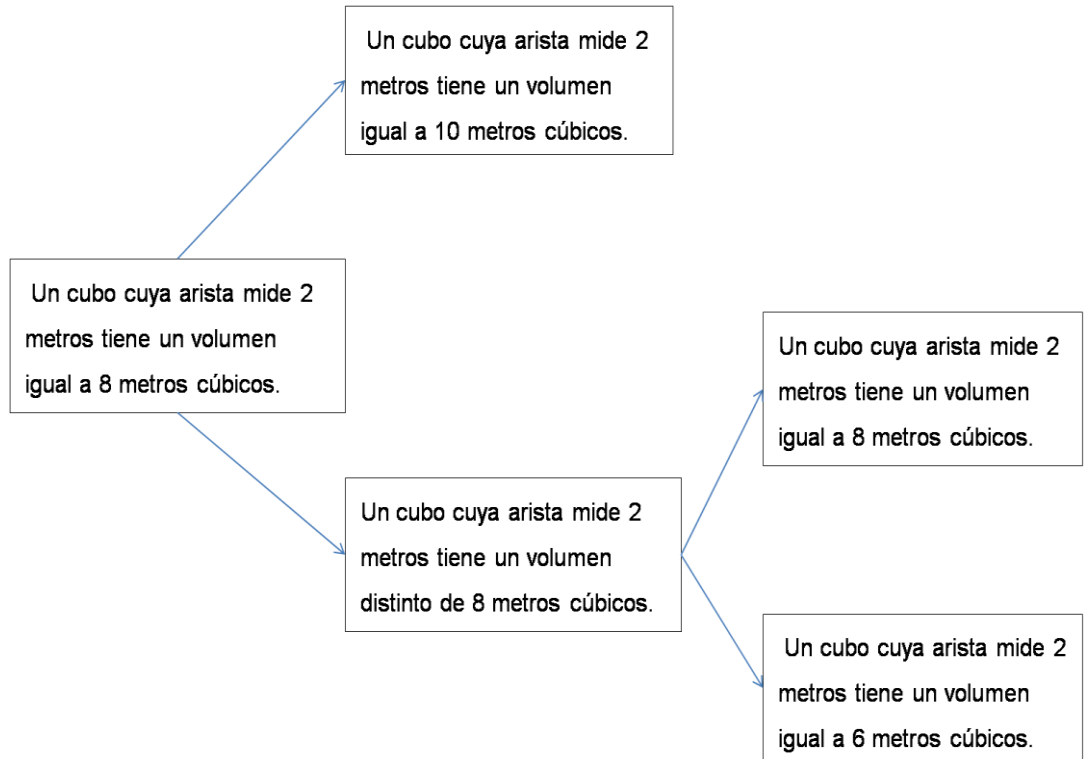 Un cubo cuya arista mide 2
metros tiene un volumen
igual a 10 metros cúbicos.
Un cubo cuya arista mide 2
metros tiene un volumen
igual a 8 metros cúbicos.
Un cubo cuya arista mide 2
metros tiene un volumen
distinto de 8 metros cúbicos.
Un cubo cuya arista mide 2
metros tiene un volumen
igual a 8 metros cúbicos.
Un cubo cuya arista mide 2
metros tiene un volumen
igual a 6 metros cúbicos.